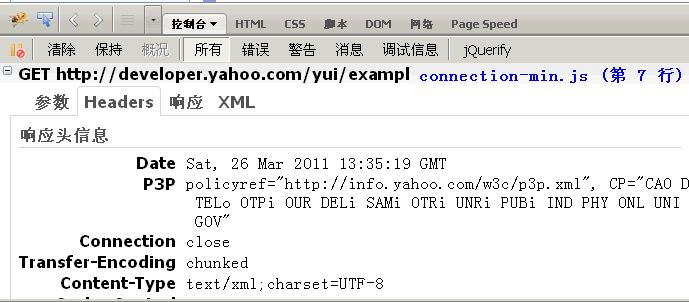 控制台 HTML CSS 脚本 DOM 网络 Page Speed
清除 保持 概况 所有 错误 警告 消息 调试信息 jQuerify
GET http://developer.yahoo.com/yui/exampl connection-min.js (第 7 行)
参数 Headers 响应 XML
响应头信息
Date Sat, 26 Mar 2011 13:35:19 GMT
P3P policyref="http://info.yahoo.com/w3c/p3p.xml", CP="CAO D
TELo OTPi OUR DELi SAMi OTRi UNRi PUBi IND PHY ONL UNI
GOV"
Connection close
Transfer-Encoding chunked
Content-Type text/xml;charset=UTF-8